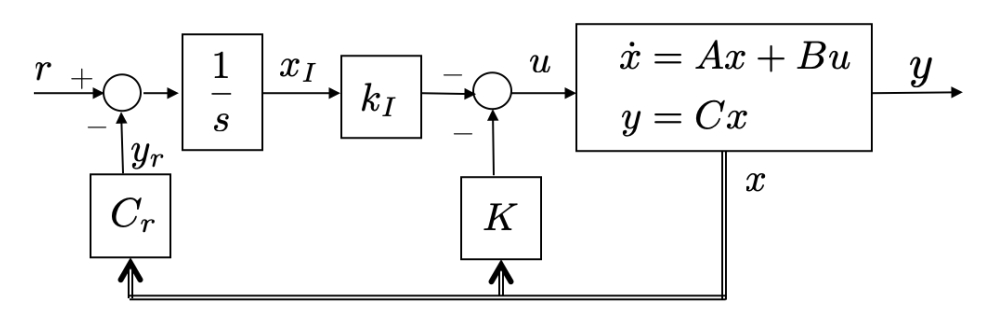 r
+
−
1
s
x_I
k_I
−
−
u
ẋ = Ax + Bu
y = Cx
y
y_r
C_r
K
x